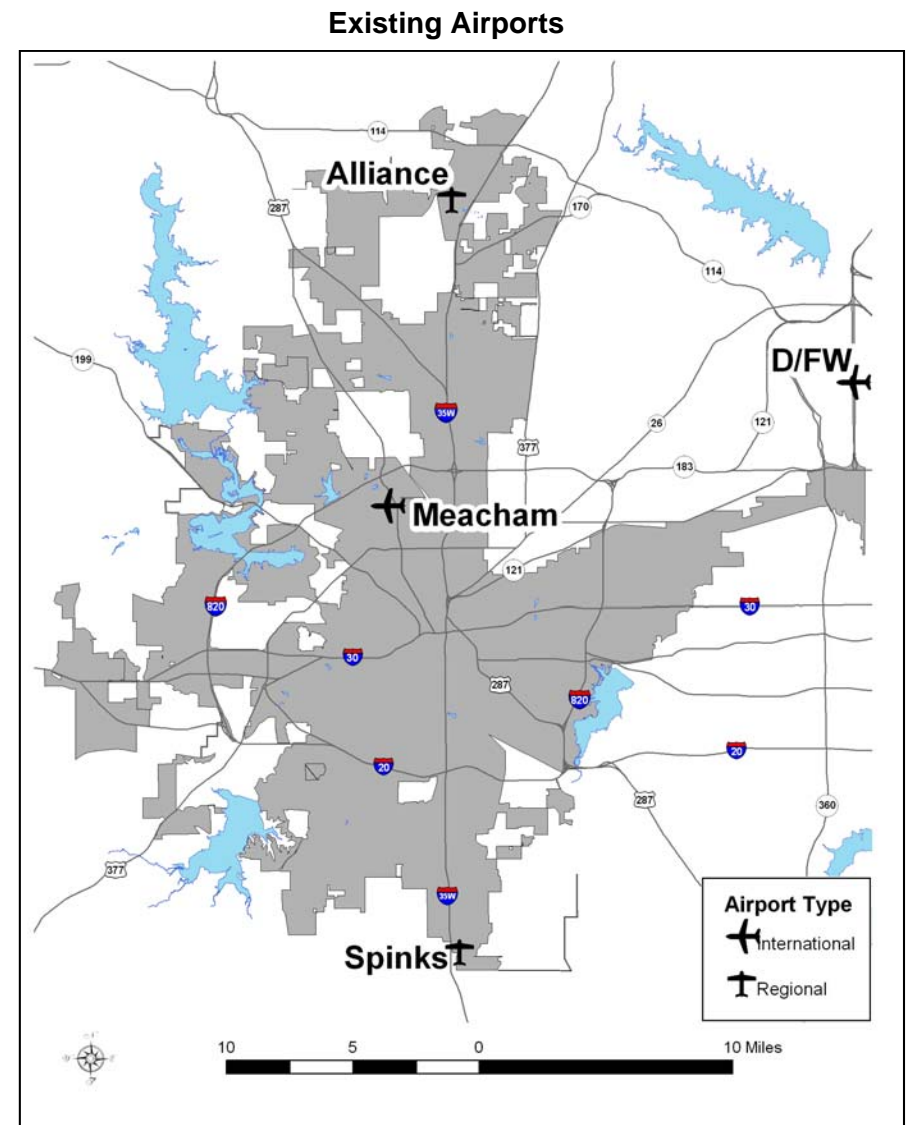 Existing Airports
114
Alliance
287
170
114
199
D/FW
35W
26
121
377
183
Meacham
121
820
30
30
287
820
20
20
287
360
377
35W
Airport Type
International
Regional
Spinks
10 5 0 10 Miles